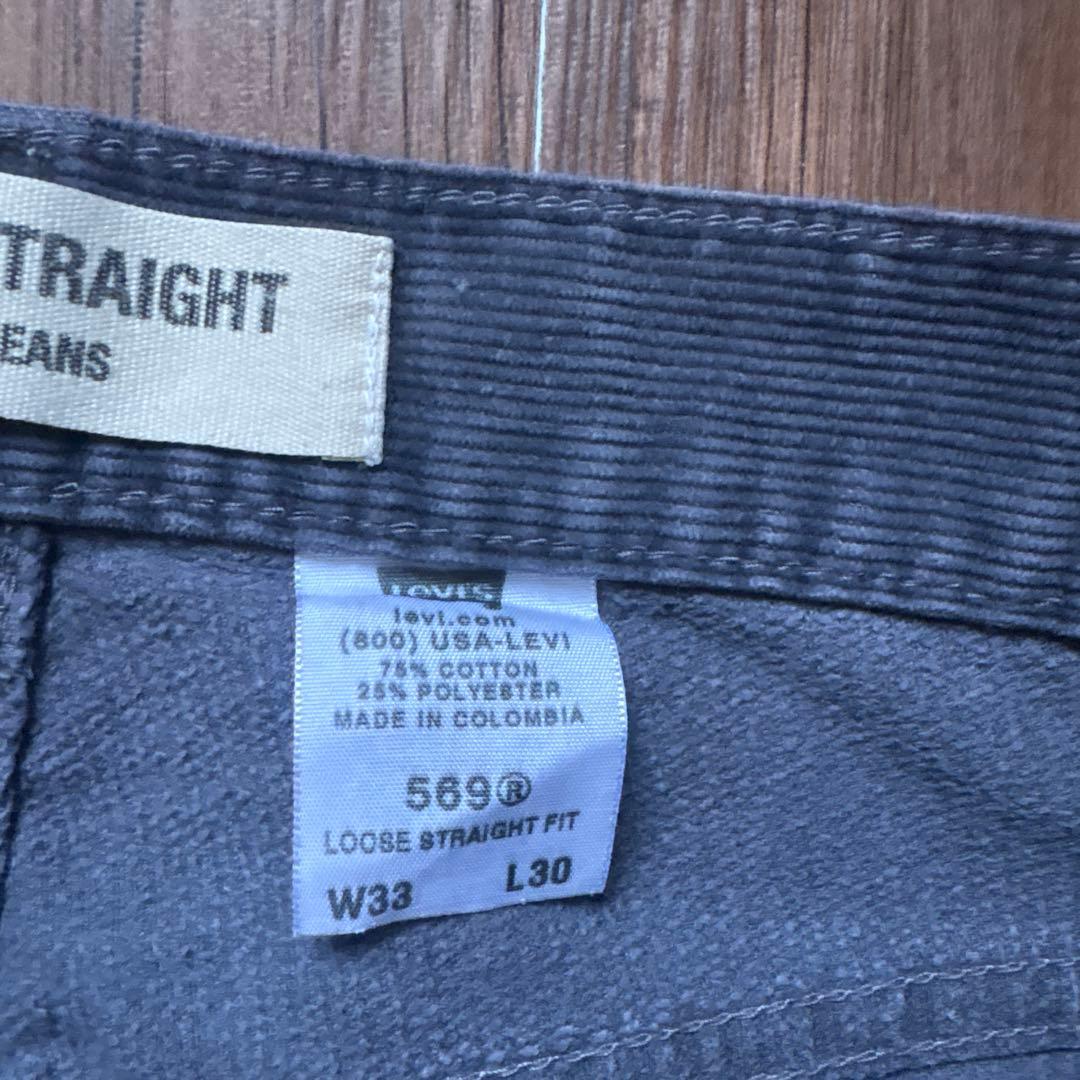 TRAIGHT
EANS
LEVI'S
levi.com
(800) USA-LEVI
75% COTTON
25% POLYESTER
MADE IN COLOMBIA
569®
LOOSE STRAIGHT FIT
W33 L30